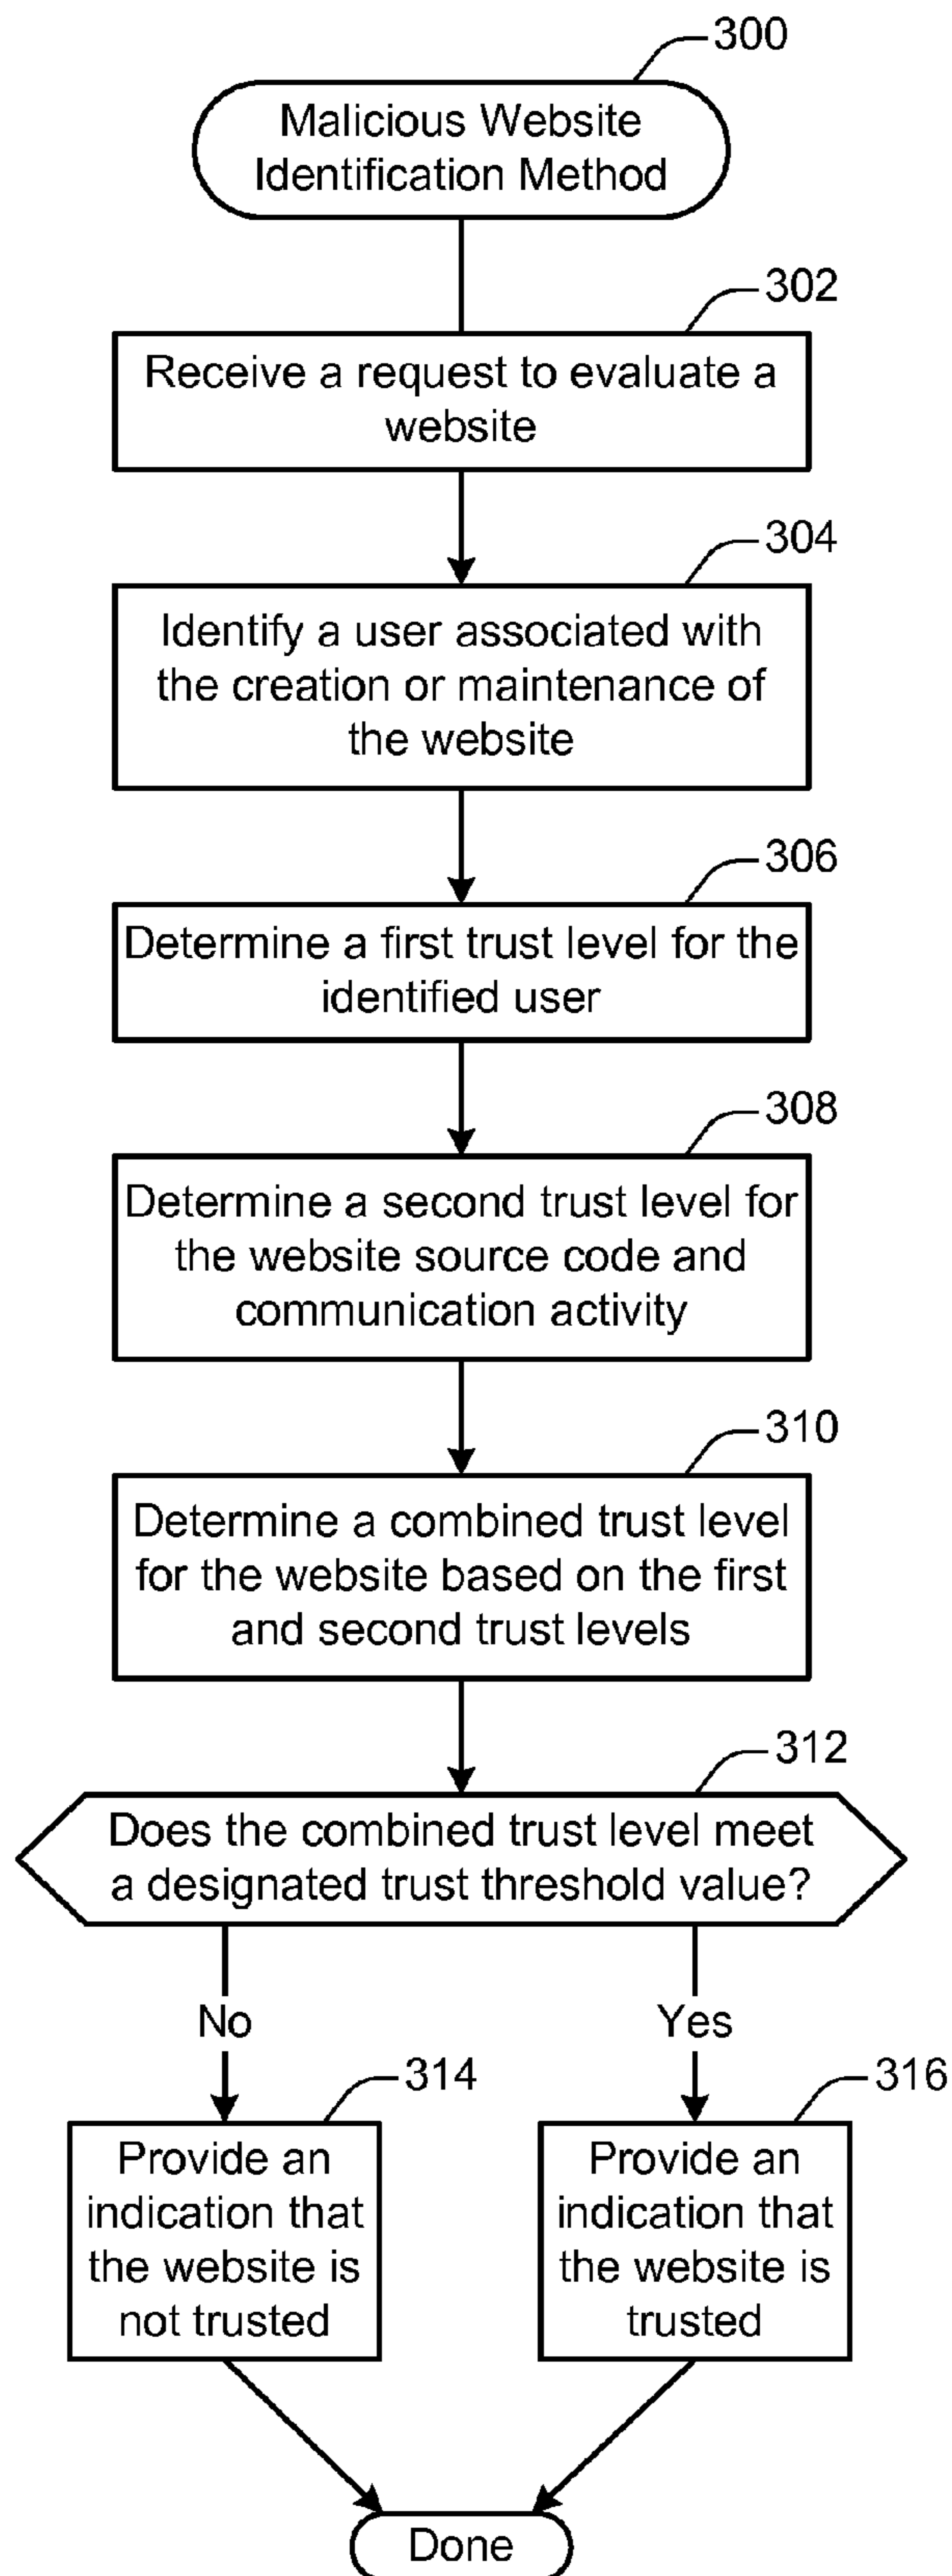 300
Malicious Website
Identification Method
302
Receive a request to evaluate a
website
304
Identify a user associated with
the creation or maintenance of
the website
306
Determine a first trust level for the
identified user
308
Determine a second trust level for
the website source code and
communication activity
310
Determine a combined trust level
for the website based on the first
and second trust levels
312
Does the combined trust level meet
a designated trust threshold value?
No
Yes
314
316
Provide an
indication that
the website is
not trusted
Provide an
indication that
the website is
trusted
Done